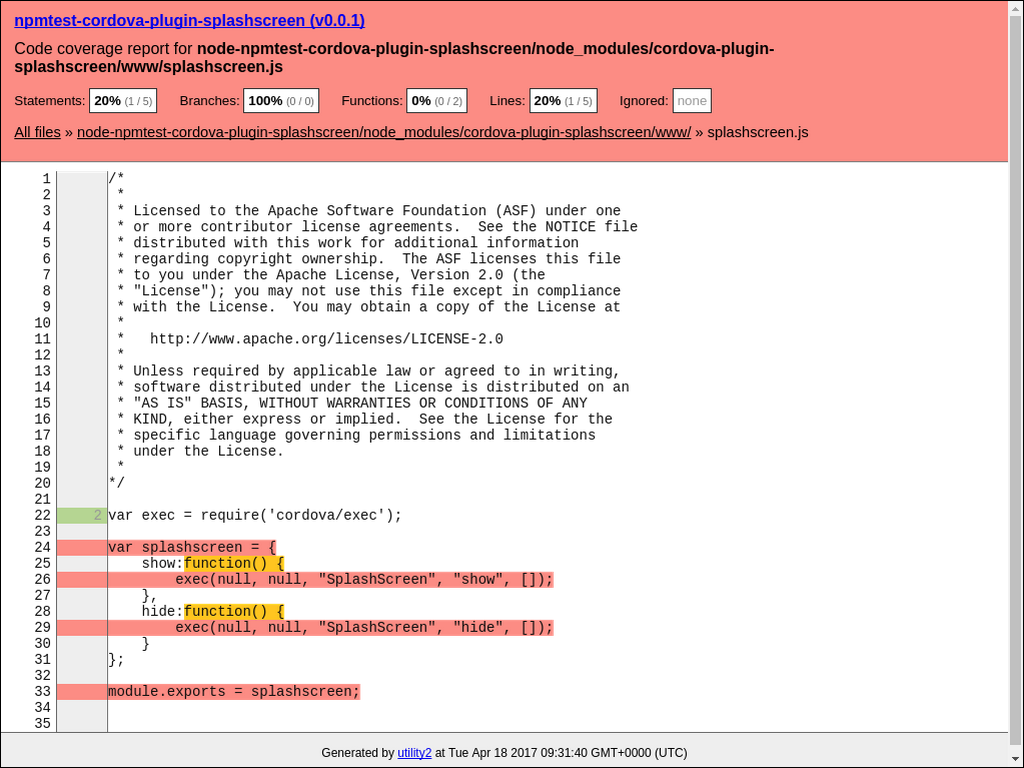 npmtest-cordova-plugin-splashscreen (v0.0.1)
Code coverage report for node-npmtest-cordova-plugin-splashscreen/node_modules/cordova-plugin-
splashscreen/www/splashscreen.js
Statements: 20% (1 / 5) Branches: 100% (0 / 0) Functions: 0% (0 / 2) Lines: 20% (1 / 5) Ignored: none
All files » node-npmtest-cordova-plugin-splashscreen/node_modules/cordova-plugin-splashscreen/www/ » splashscreen.js
1 /*
2  *
3  * Licensed to the Apache Software Foundation (ASF) under one
4  * or more contributor license agreements.  See the NOTICE file
5  * distributed with this work for additional information
6  * regarding copyright ownership.  The ASF licenses this file
7  * to you under the Apache License, Version 2.0 (the
8  * "License"); you may not use this file except in compliance
9  * with the License.  You may obtain a copy of the License at
10  *
11  *   http://www.apache.org/licenses/LICENSE-2.0
12  *
13  * Unless required by applicable law or agreed to in writing,
14  * software distributed under the License is distributed on an
15  * "AS IS" BASIS, WITHOUT WARRANTIES OR CONDITIONS OF ANY
16  * KIND, either express or implied.  See the License for the
17  * specific language governing permissions and limitations
18  * under the License.
19  *
20 */
21
22 2 var exec = require('cordova/exec');
23
24 var splashscreen = {
25     show:function() {
26         exec(null, null, "SplashScreen", "show", []);
27     },
28     hide:function() {
29         exec(null, null, "SplashScreen", "hide", []);
30     }
31 };
32
33 module.exports = splashscreen;
34
35
Generated by utility2 at Tue Apr 18 2017 09:31:40 GMT+0000 (UTC)